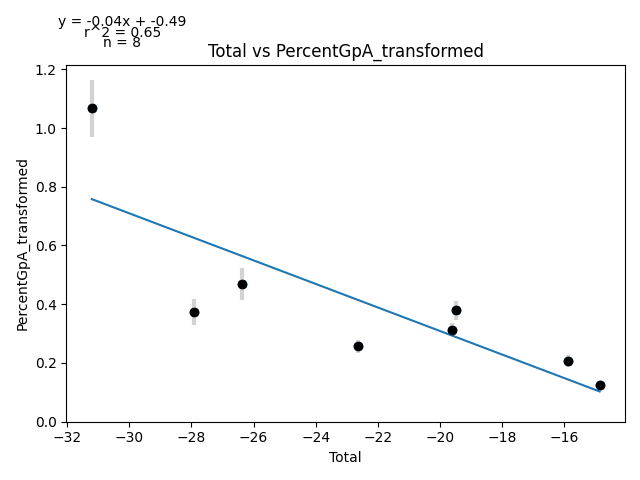 y = -0.04x + -0.49
r^2 = 0.65
n = 8
Total vs PercentGpA_transformed
1.2
1.0
0.8
0.6
0.4
0.2
0.0
PercentGpA_transformed
−32 −30 −28 −26 −24 −22 −20 −18 −16
Total